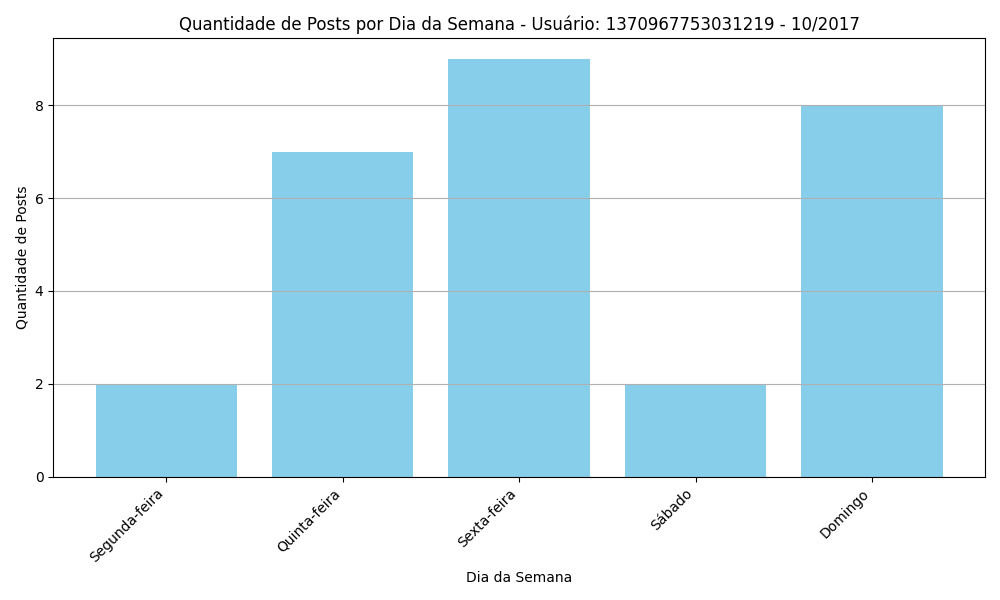 Quantidade de Posts por Dia da Semana - Usuário: 1370967753031219 - 10/2017
Quantidade de Posts
8
6
4
2
0
Segunda-feira
Quinta-feira
Sexta-feira
Sábado
Domingo
Dia da Semana